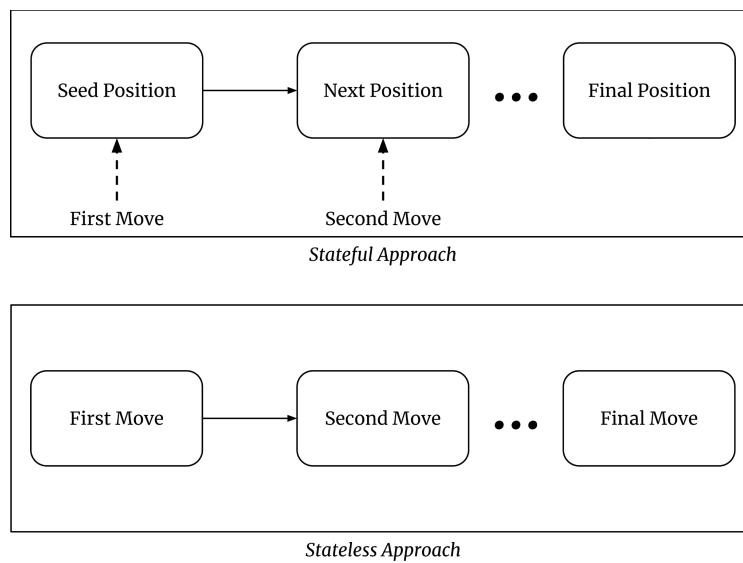 Seed Position
Next Position
Final Position
First Move
Second Move
Stateful Approach
First Move
Second Move
Final Move
Stateless Approach